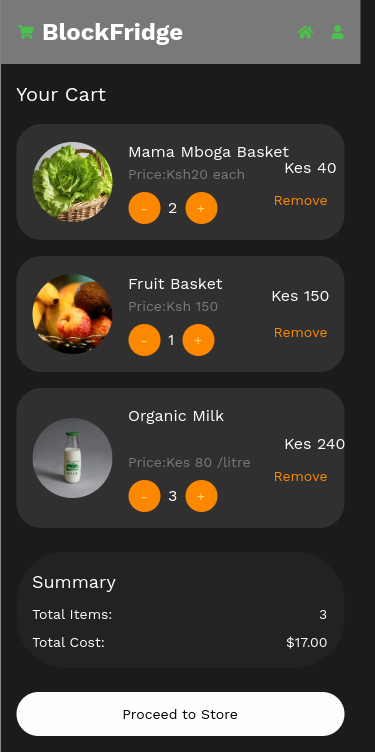 BlockFridge
Your Cart
Mama Mboga Basket
Kes 40
Price:Ksh20 each
Remove
- 2 +
Fruit Basket
Kes 150
Price:Ksh 150
Remove
- 1 +
Organic Milk
Kes 240
Price:Kes 80 /litre
Remove
- 3 +
Summary
Total Items: 3
Total Cost: $17.00
Proceed to Store